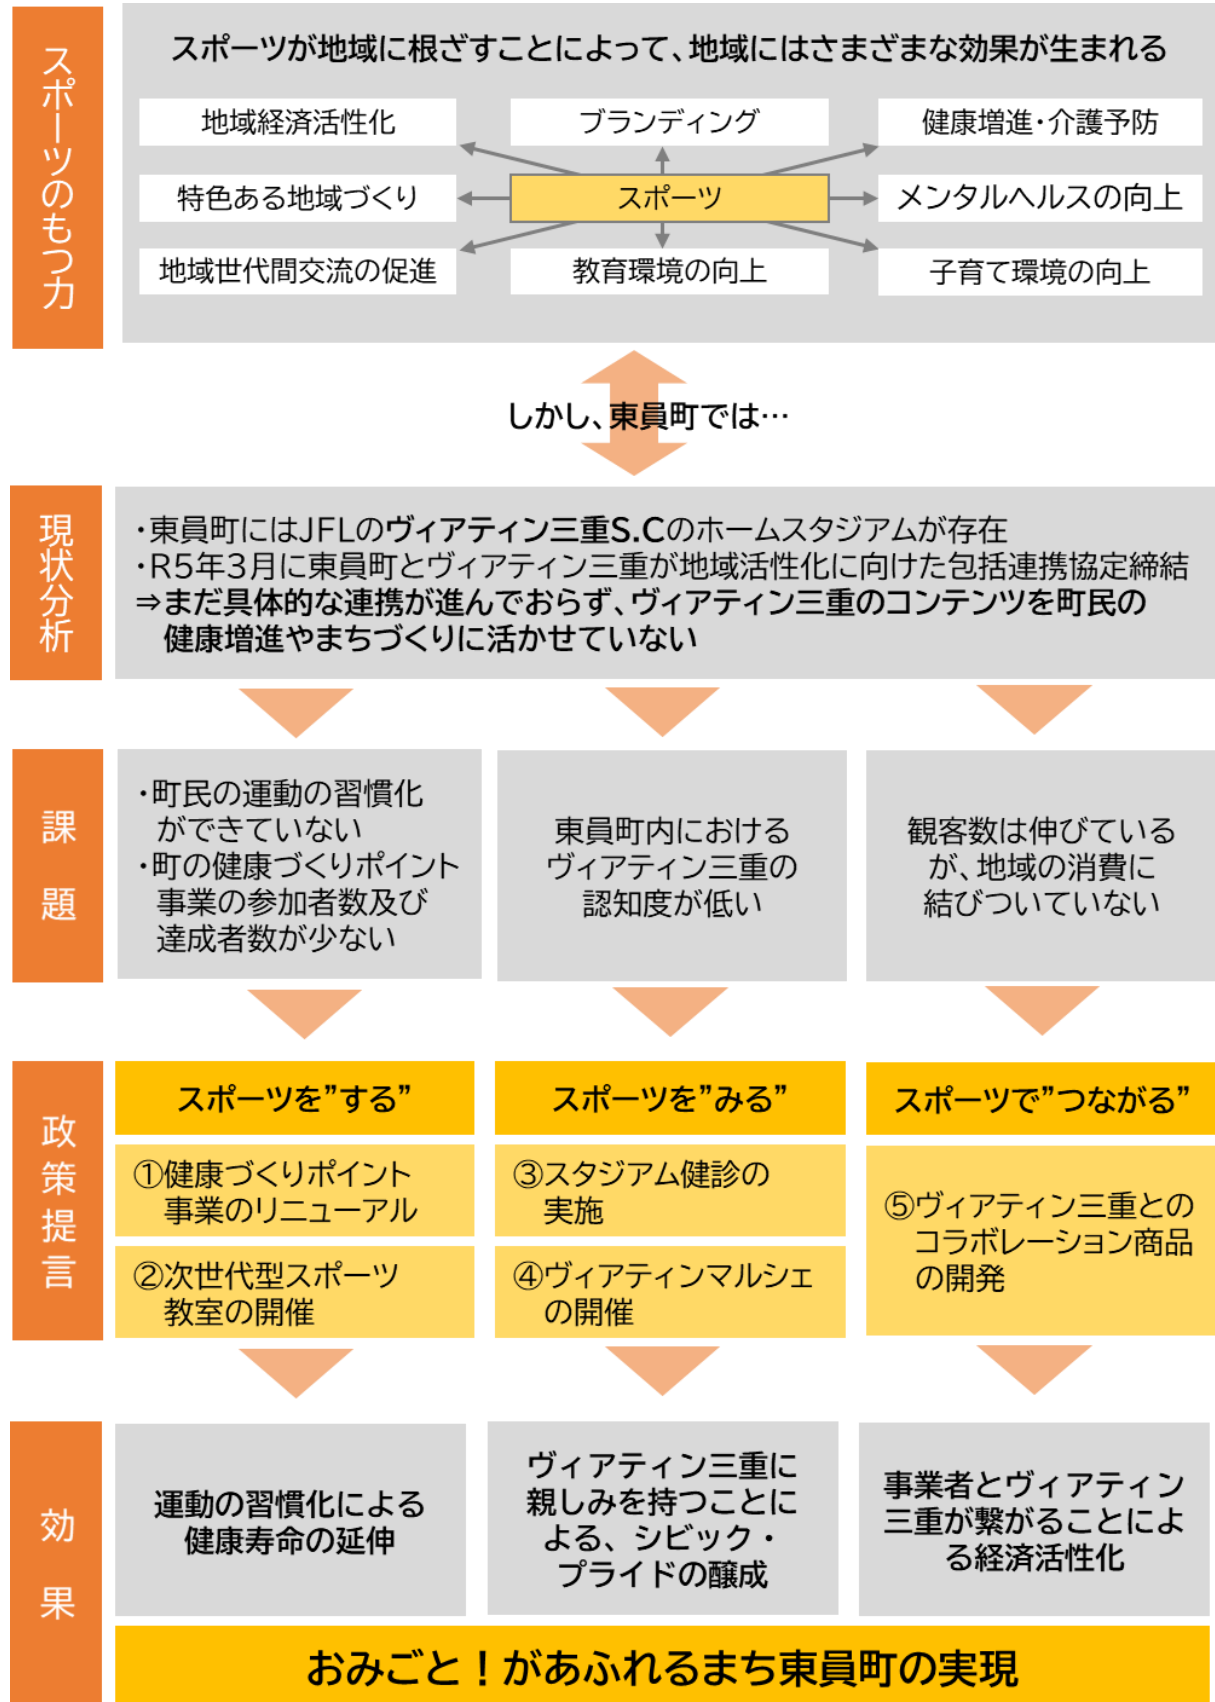 スポーツのもつ力
スポーツが地域に根ざすことによって、地域にはさまざまな効果が生まれる
地域経済活性化
ブランディング
健康増進・介護予防
特色ある地域づくり
スポーツ
メンタルヘルスの向上
地域世代間交流の促進
教育環境の向上
子育て環境の向上
しかし、東員町では…
現状分析
・東員町にはJFLのヴィアティン三重S.Cのホームスタジアムが存在
・R5年3月に東員町とヴィアティン三重が地域活性化に向けた包括連携協定締結
⇒まだ具体的な連携が進んでおらず、ヴィアティン三重のコンテンツを町民の
健康増進やまちづくりに活かせていない
課題
・町民の運動の習慣化
ができていない
・町の健康づくりポイント
事業の参加者数及び
達成者数が少ない
東員町内における
ヴィアティン三重の
認知度が低い
観客数は伸びている
が、地域の消費に
結びついていない
政策提言
スポーツを”する”
スポーツを”みる”
スポーツで”つながる”
①健康づくりポイント
事業のリニューアル
②次世代型スポーツ
教室の開催
③スタジアム健診の
実施
④ヴィアティンマルシェ
の開催
⑤ヴィアティン三重との
コラボレーション商品
の開発
効果
運動の習慣化による
健康寿命の延伸
ヴィアティン三重に
親しみを持つことに
よる、シビック・
プライドの醸成
事業者とヴィアティン
三重が繋がることによ
る経済活性化
おみごと！があふれるまち東員町の実現